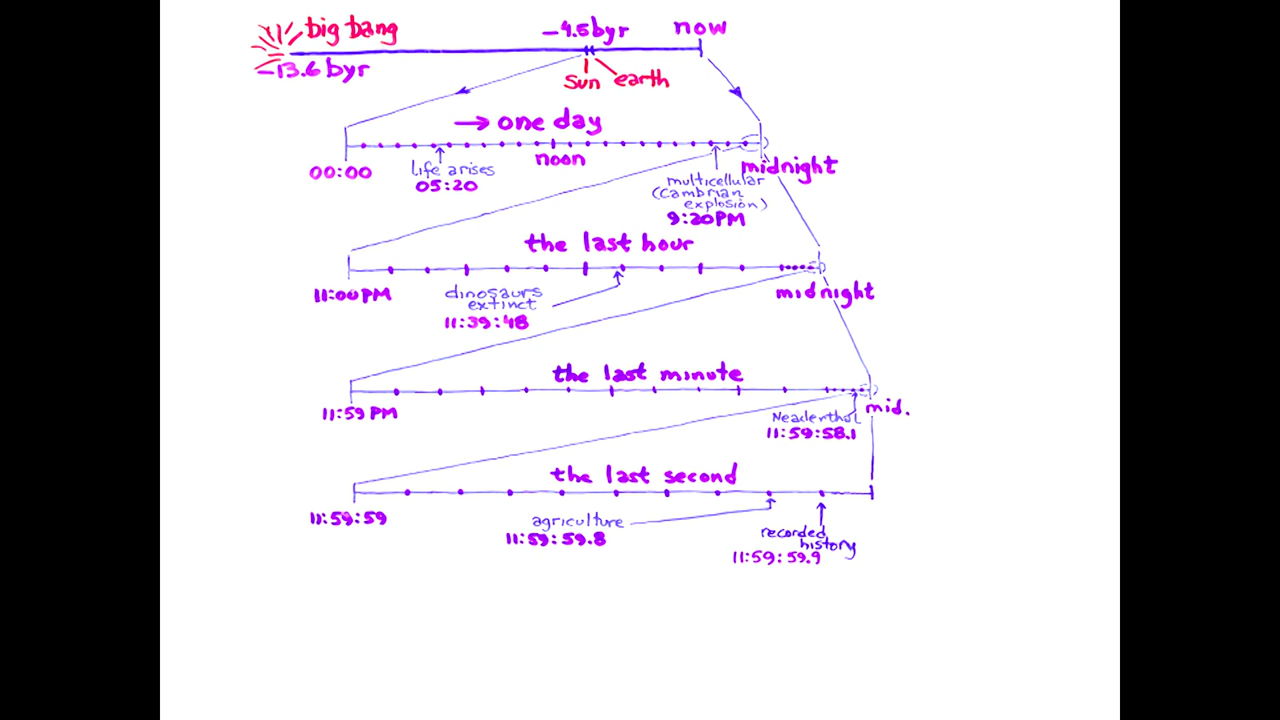 big bang
-4.5byr
now
-13.6 byr
sun earth
→ one day
00:00
life arises
05:20
noon
midnight
multicellular
(Cambrian
explosion)
9:20PM
the last hour
11:00PM
dinosaurs
extinct
11:39:48
midnight
the last minute
11:59 PM
Neaderthal
11:59:58.1
mid.
the last second
11:59:59
agriculture
11:59:59.8
recorded
history
11:59:59.9